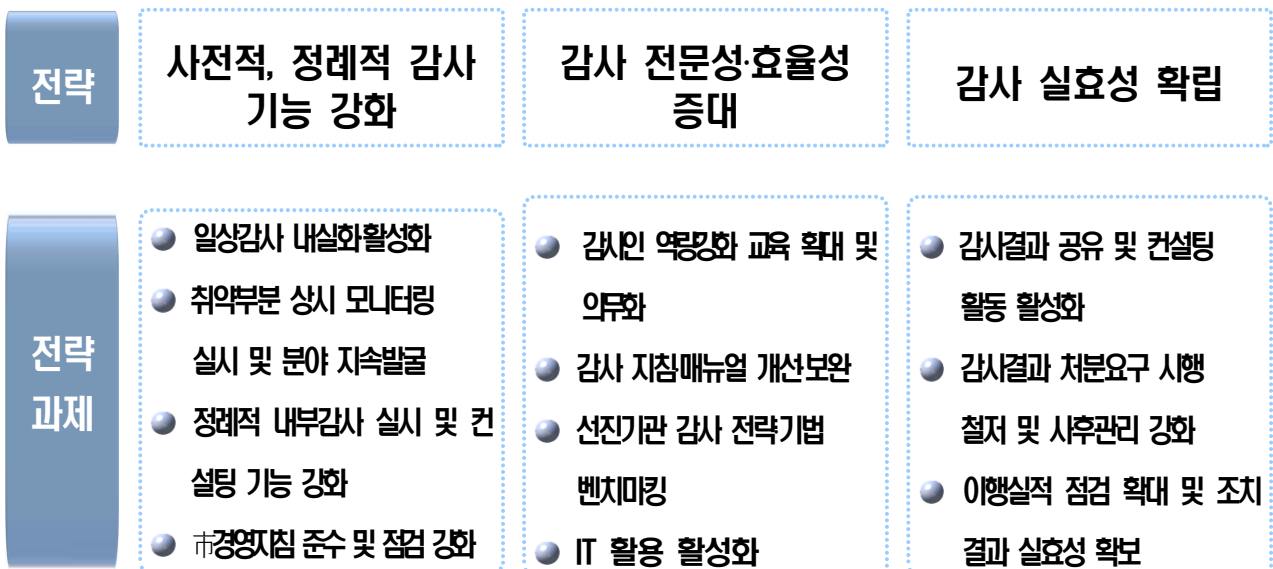 전략
사전적, 정례적 감사
기능 강화
감사 전문성·효율성
증대
감사 실효성 확립
전략
과제
일상감사 내실화·활성화
취약부분 상시 모니터링
실시 및 분야 지속발굴
정례적 내부감사 실시 및 컨
설팅 기능 강화
市경영지침 준수 및 점검 강화
감사인 역량강화 교육 확대 및
의무화
감사 지침·매뉴얼 개선·보완
선진기관 감사 전략·기법
벤치마킹
IT 활용 활성화
감사결과 공유 및 컨설팅
활동 활성화
감사결과 처분요구 시행
철저 및 사후관리 강화
이행실적 점검 확대 및 조치
결과 실효성 확보